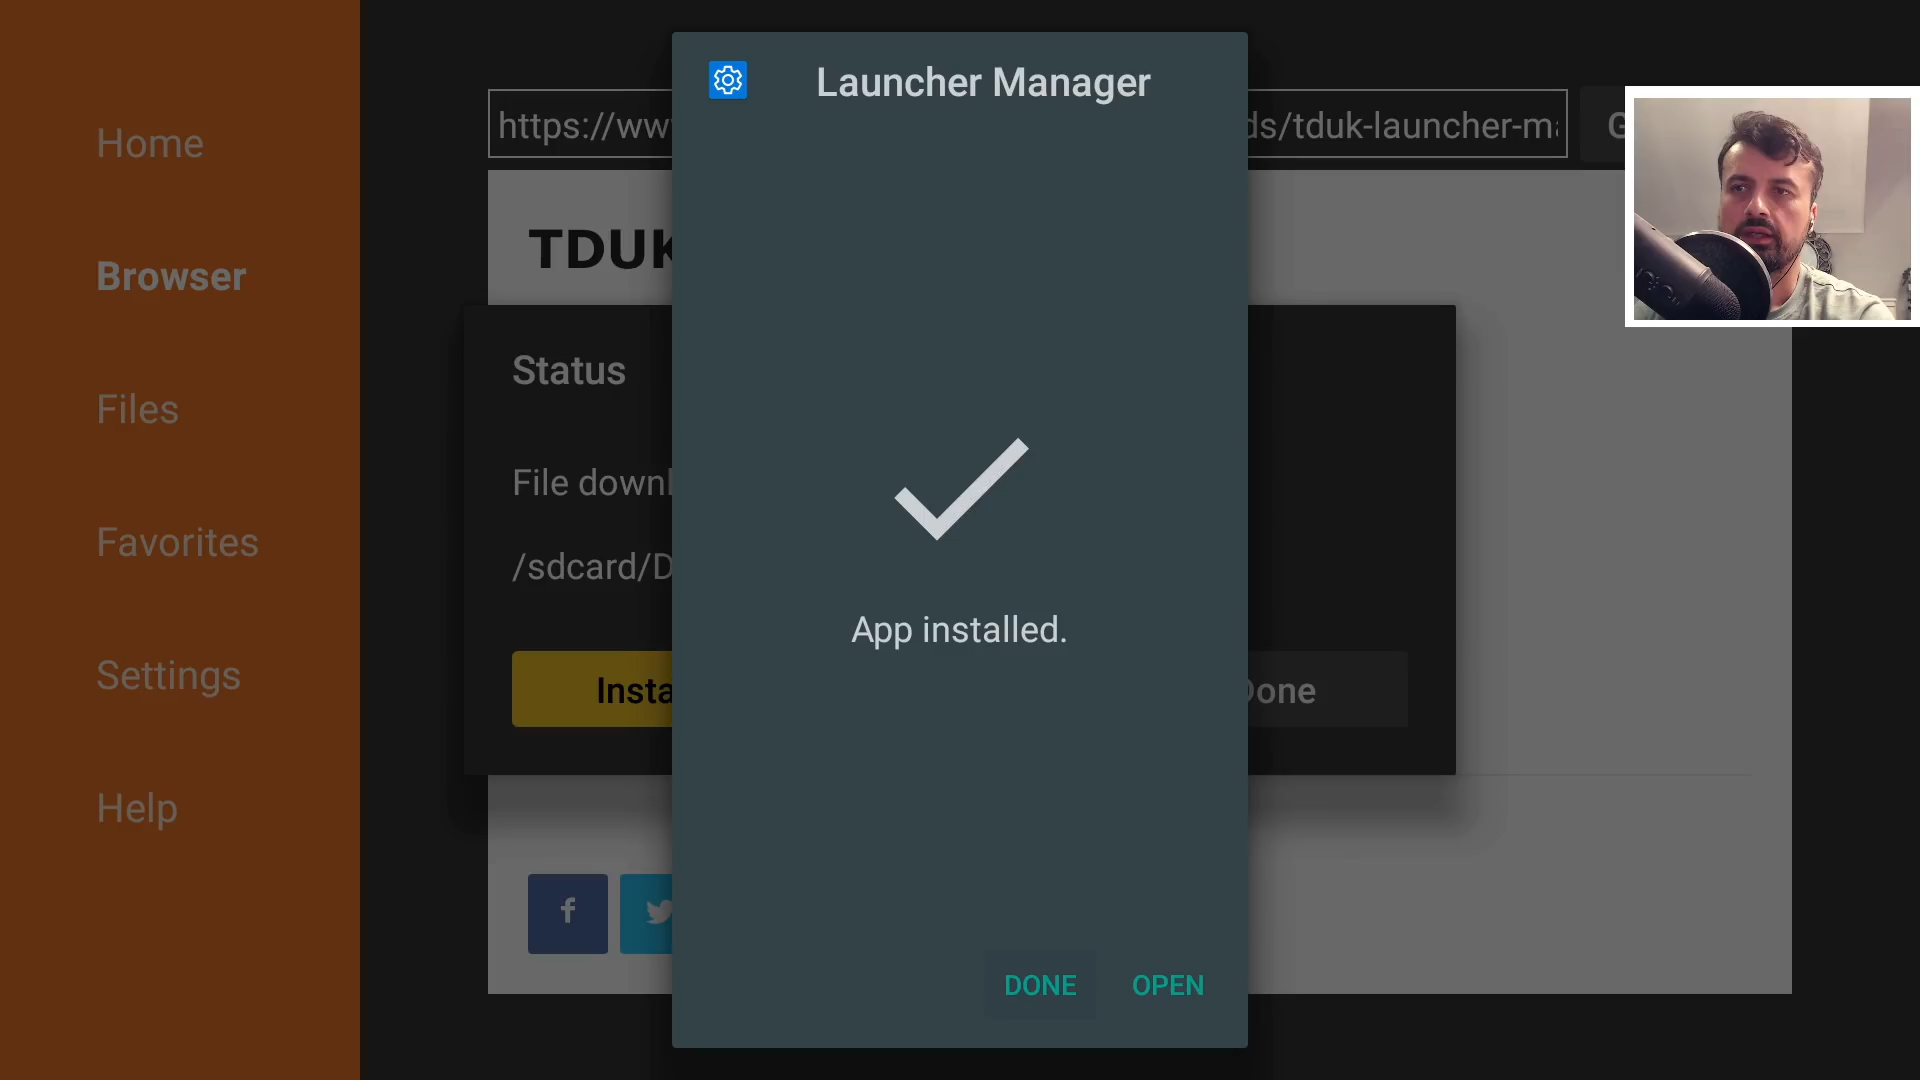 Launcher Manager
Home
Browser
Files
Favorites
Settings
Help
https://ww
ds/tduk-launcher-m
G
TDUK
Status
File downl
/sdcard/D
App installed.
Insta
Done
f
DONE
OPEN